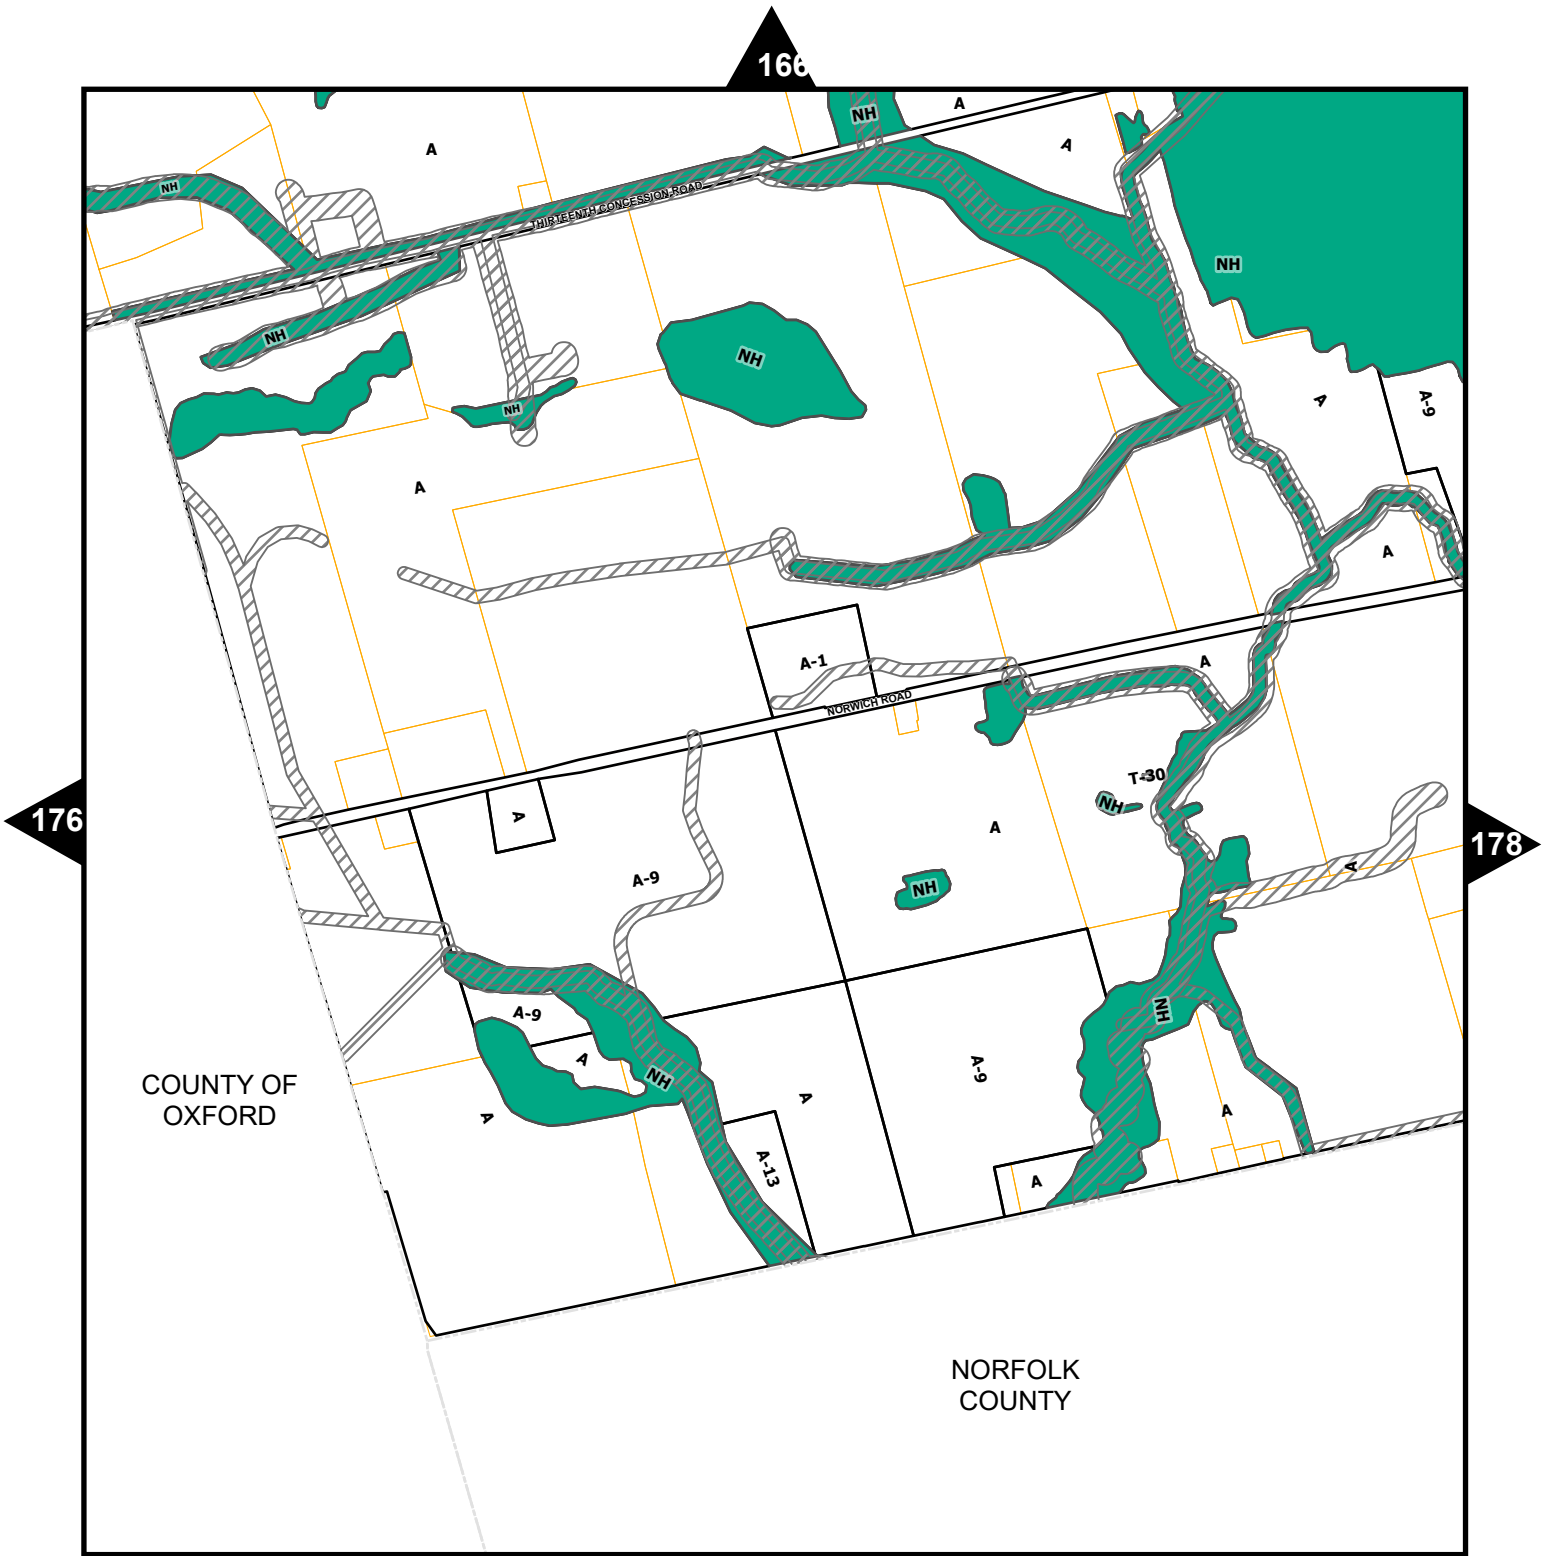 166
A
NH
A
A
NH
THIRTEENTH CONCESSION ROAD
NH
NH
NH
A
A-9
NH
A
A
A-1
A
NORWICH ROAD
T-30
NH
176
A
A
178
A-9
NH
A
NH
A-9
A
NH
A-9
COUNTY OF
OXFORD
A
A
A
A-13
A
NORFOLK
COUNTY